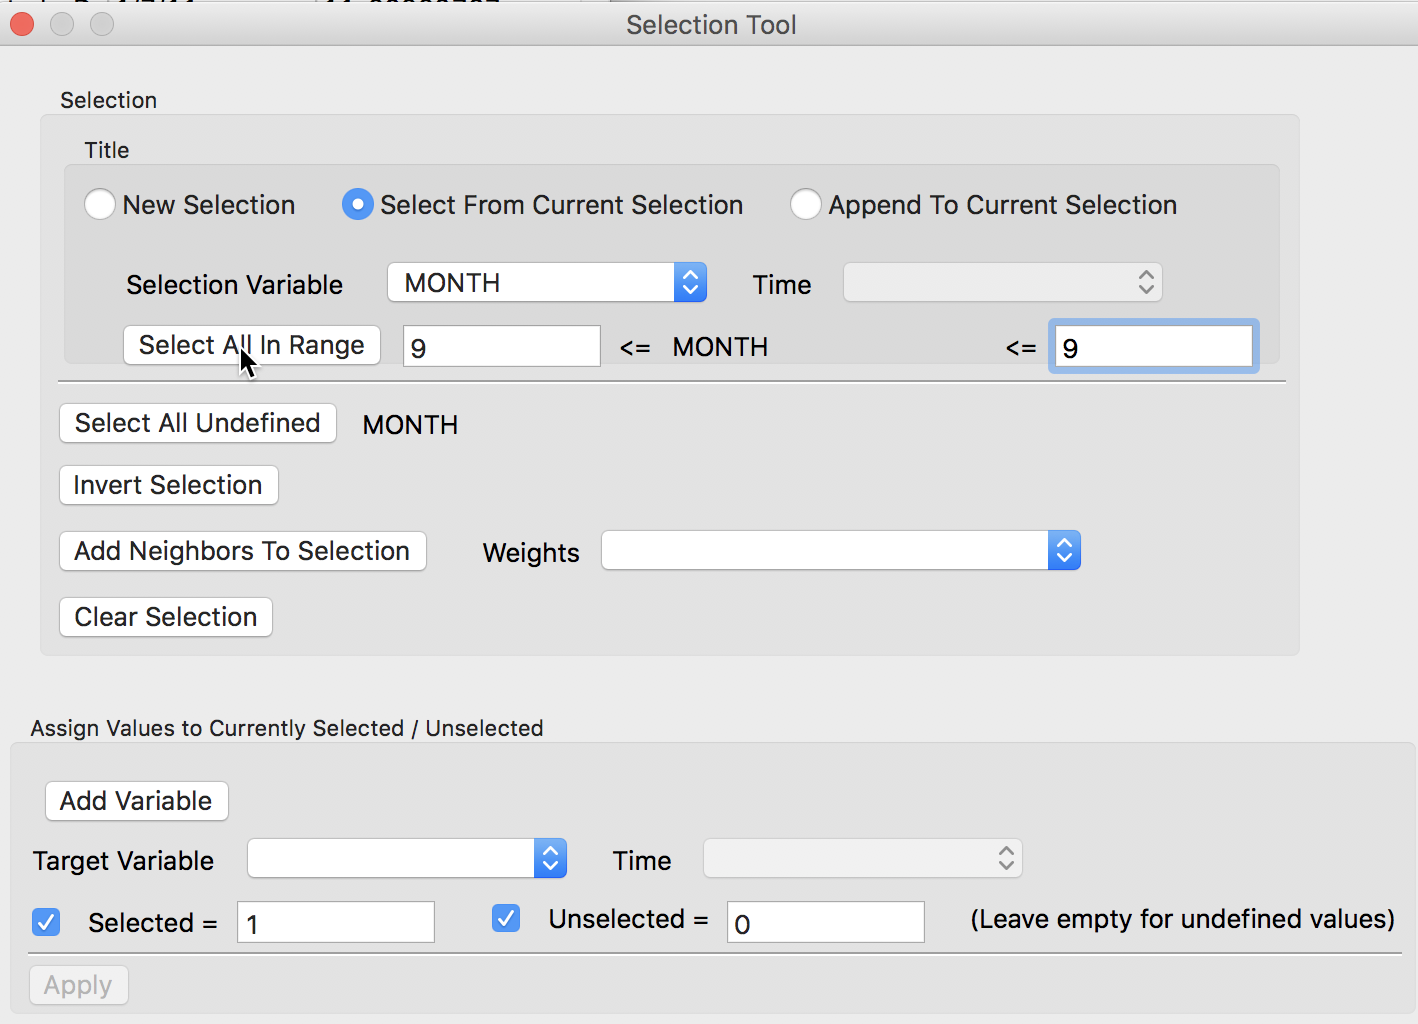 Selection Tool
Selection
Title
New Selection Select From Current Selection Append To Current Selection
Selection Variable MONTH Time
Select All In Range 9 <= MONTH <= 9
Select All Undefined MONTH
Invert Selection
Add Neighbors To Selection Weights
Clear Selection
Assign Values to Currently Selected / Unselected
Add Variable
Target Variable Time
Selected = 1 Unselected = 0 (Leave empty for undefined values)
Apply